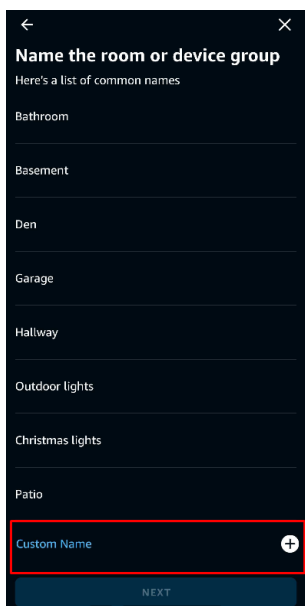 Name the room or device group
Here's a list of common names
Bathroom
Basement
Den
Garage
Hallway
Outdoor lights
Christmas lights
Patio
Custom Name
NEXT